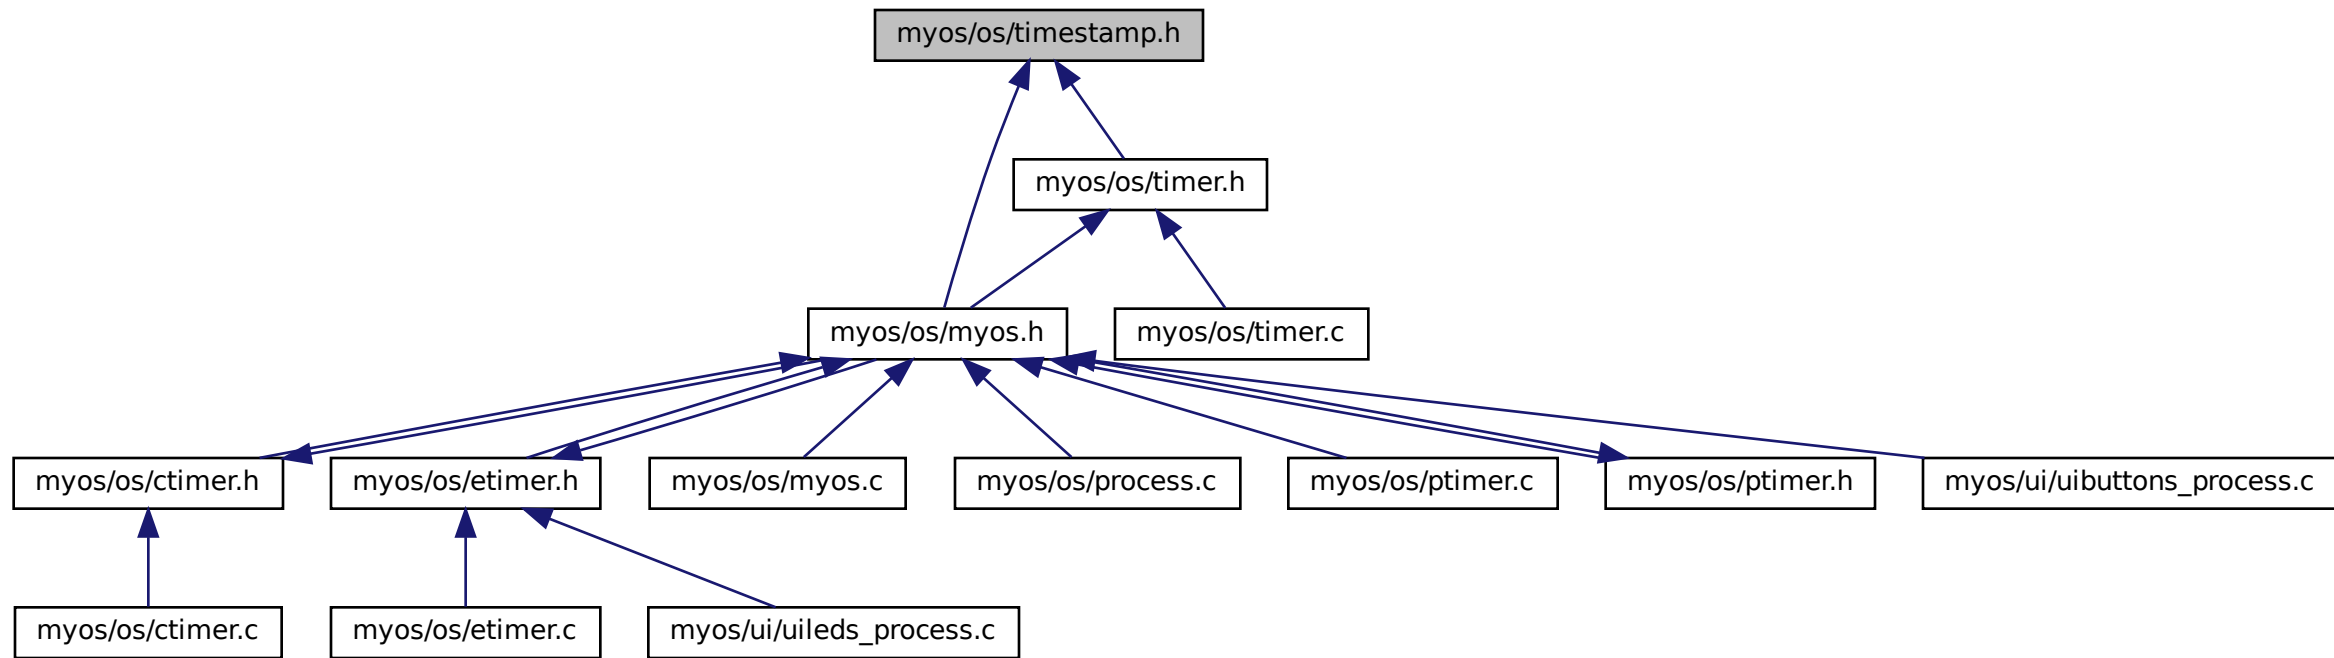 myos/os/timestamp.h
myos/os/timer.h
myos/os/myos.h
myos/os/timer.c
myos/os/ctimer.h
myos/os/etimer.h
myos/os/myos.c
myos/os/process.c
myos/os/ptimer.c
myos/os/ptimer.h
myos/ui/uibuttons_process.c
myos/os/ctimer.c
myos/os/etimer.c
myos/ui/uileds_process.c